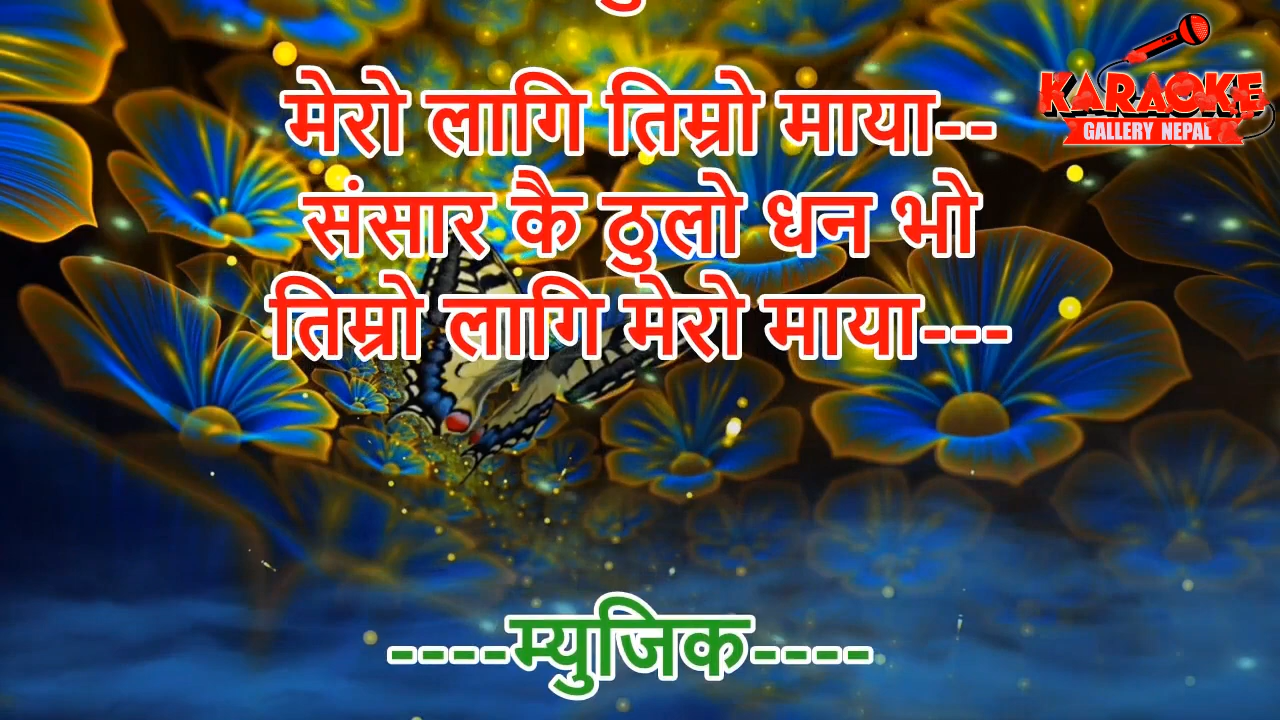 KARAOKE
GALLERY NEPAL
मेरो लागि तिम्रो माया--
संसार कै ठुलो धन भो
तिम्रो लागि मेरो माया---
----म्युजिक----